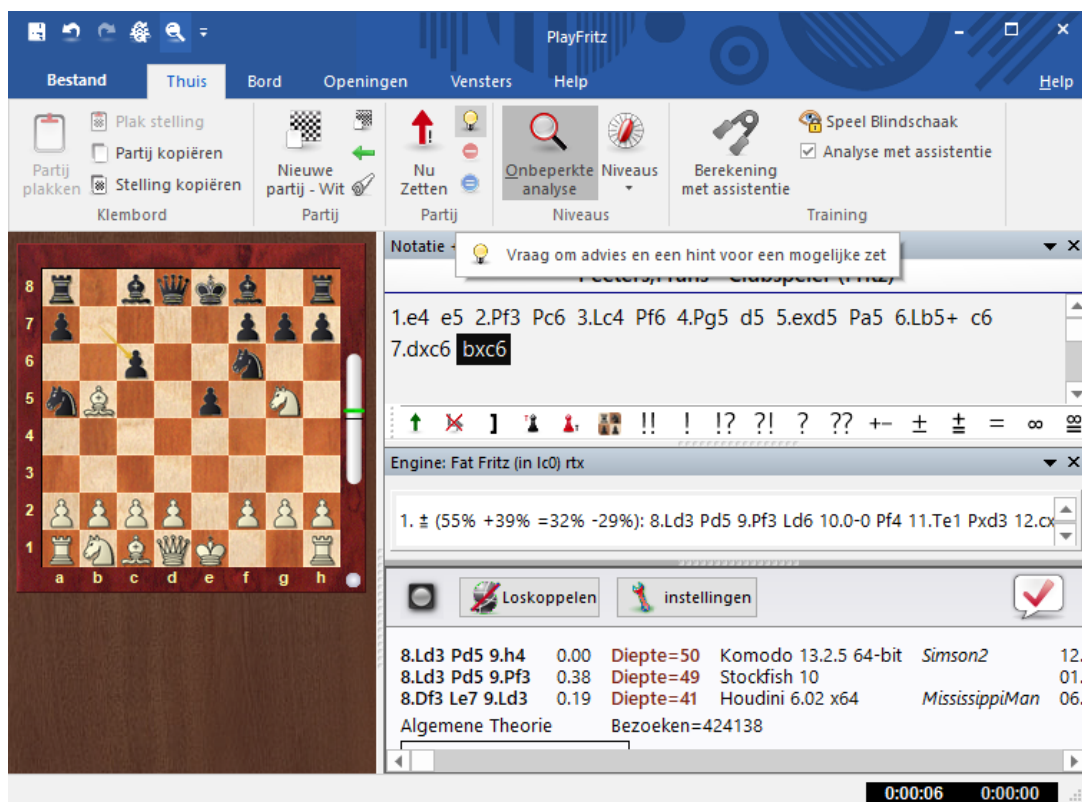 PlayFritz
Bestand Thuis Bord Openingen Vensters Help Help
Plak stelling
Partij kopiëren
Stelling kopiëren
Partij plakken
Klembord
Nieuwe partij - Wit
Partij
Nu Zetten
Partij
Onbeperkte analyse
Niveaus
Niveaus
Berekening met assistentie
Speel Blindschaak
Analyse met assistentie
Training
Notatie
Vraag om advies en een hint voor een mogelijke zet
1.e4 e5 2.Pf3 Pc6 3.Lc4 Pf6 4.Pg5 d5 5.exd5 Pa5 6.Lb5+ c6
7.dxc6 bxc6
] !! ! !? ?! ? ?? +− ± ⩲ = ∞
Engine: Fat Fritz (in lc0) rtx
1. ⩲ (55% +39% =32% -29%): 8.Ld3 Pd5 9.Pf3 Ld6 10.0-0 Pf4 11.Te1 Pxd3 12.cx
Loskoppelen instellingen
8.Ld3 Pd5 9.h4 0.00 Diepte=50 Komodo 13.2.5 64-bit Simson2 12.
8.Ld3 Pd5 9.Pf3 0.38 Diepte=49 Stockfish 10 01.
8.Df3 Le7 9.Ld3 0.19 Diepte=41 Houdini 6.02 x64 MississippiMan 06.
Algemene Theorie Bezoeken=424138
8
7
6
5
4
3
2
1
a b c d e f g h
0:00:06 0:00:00